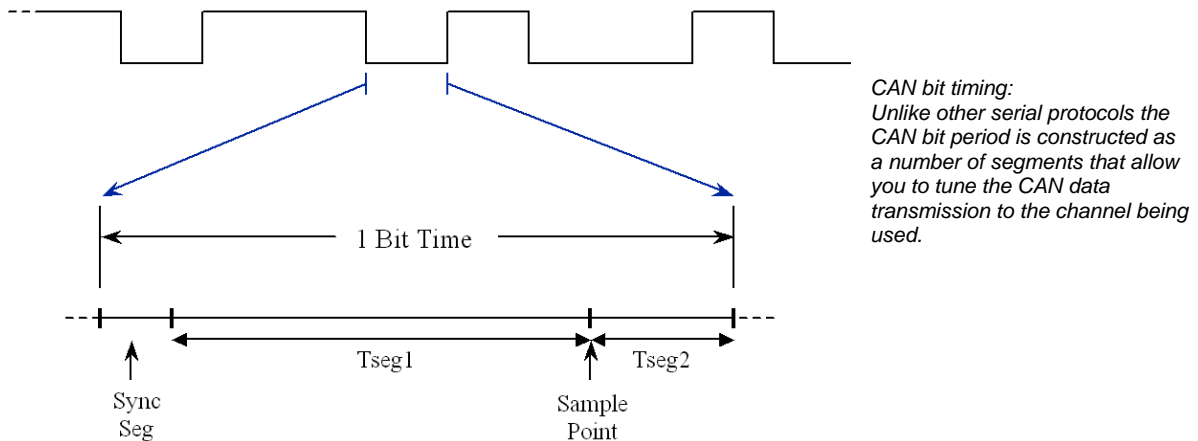 CAN bit timing:
Unlike other serial protocols the
CAN bit period is constructed as
a number of segments that allow
you to tune the CAN data
transmission to the channel being
used.
1 Bit Time
Tseg1
Tseg2
Sync
Seg
Sample
Point